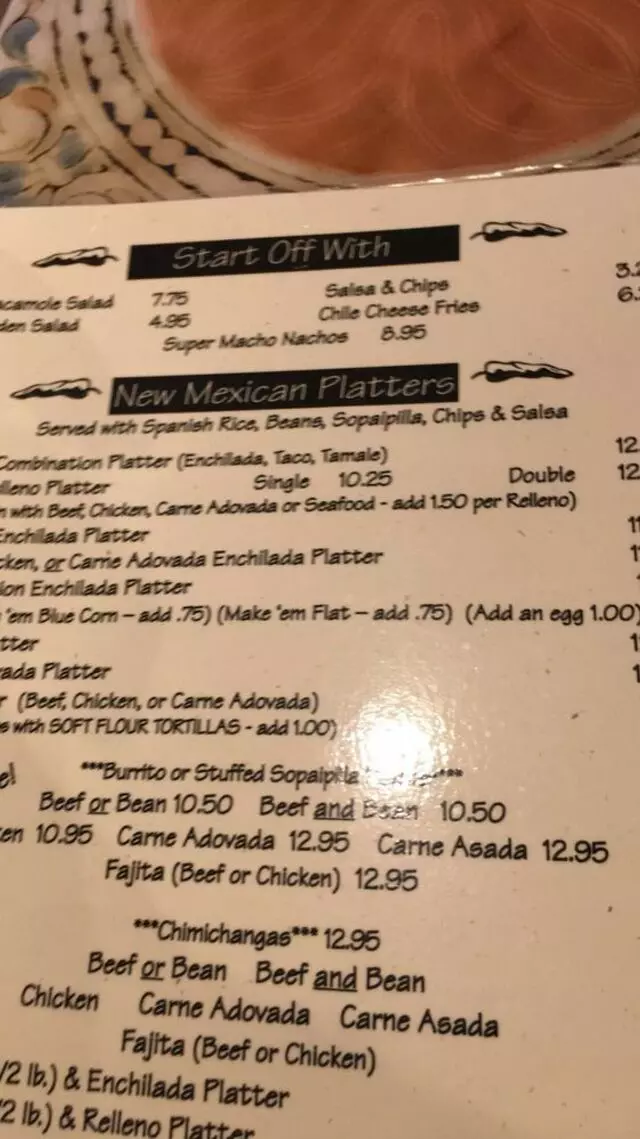 Start Off With
acamole Salad 7.75 Salsa & Chips 3.2
den Salad 4.95 Chile Cheese Fries 6.
Super Macho Nachos 8.95
New Mexican Platters
Served with Spanish Rice, Beans, Sopaipilla, Chips & Salsa
Combination Platter (Enchilada, Taco, Tamale) 12.
lleno Platter Single 10.25 Double 12
n with Beef, Chicken, Carne Adovada or Seafood - add 1.50 per Relleno)
Enchilada Platter 11
cken, or Carne Adovada Enchilada Platter 1
ion Enchilada Platter
'em Blue Corn – add .75) (Make 'em Flat – add .75) (Add an egg 1.00)
tter 1
vada Platter 1
r (Beef, Chicken, or Carne Adovada)
s with SOFT FLOUR TORTILLAS - add 1.00)
e! ***Burrito or Stuffed Sopaipilla ***
Beef or Bean 10.50 Beef and Bean 10.50
en 10.95 Carne Adovada 12.95 Carne Asada 12.95
Fajita (Beef or Chicken) 12.95
***Chimichangas*** 12.95
Beef or Bean Beef and Bean
Chicken Carne Adovada Carne Asada
Fajita (Beef or Chicken)
/2 lb.) & Enchilada Platter
/2 lb.) & Relleno Platter